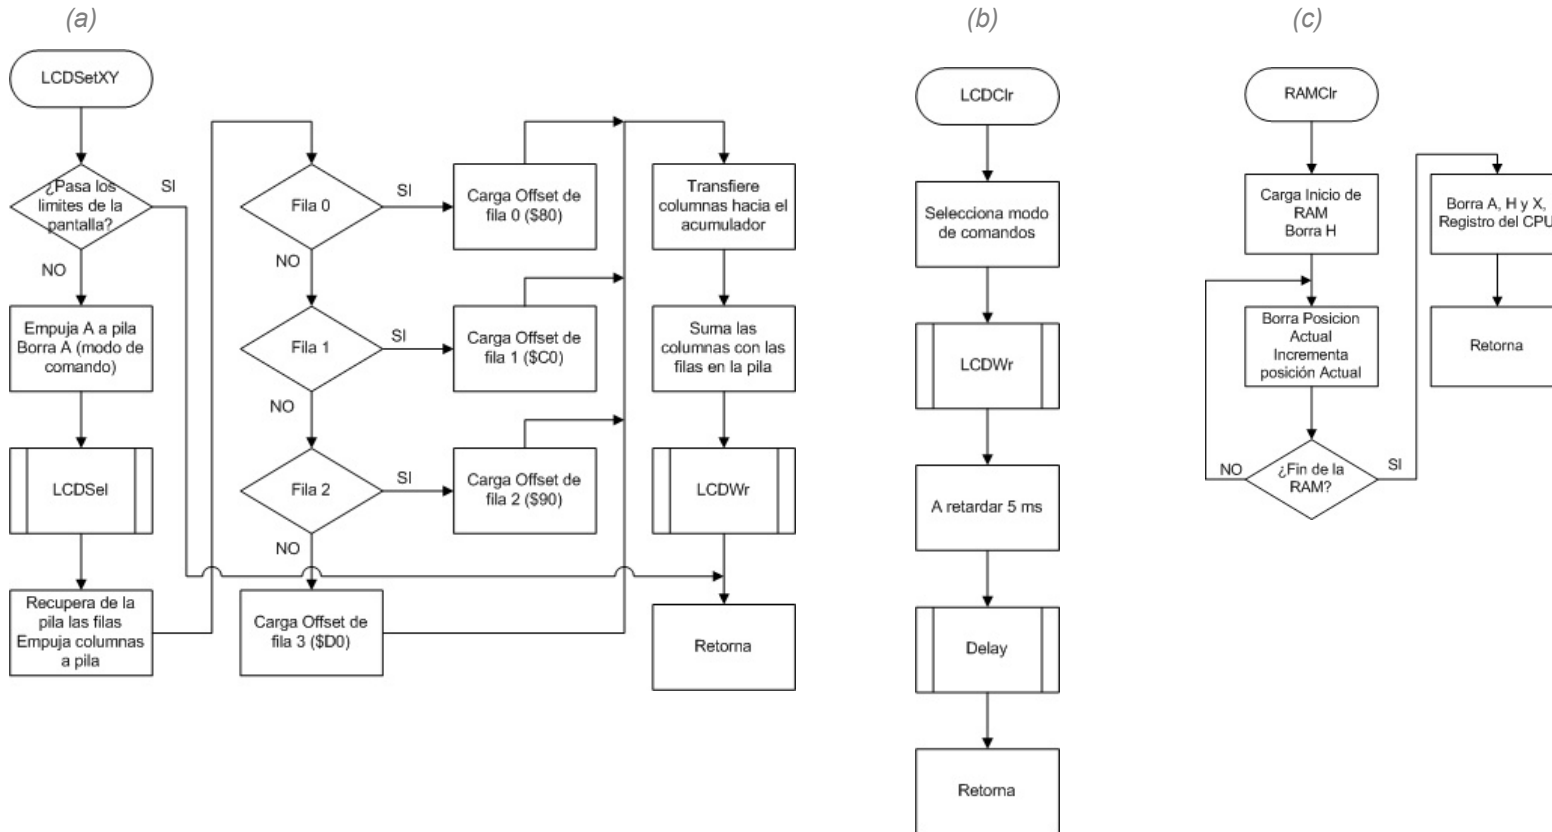 (a)
LCDSetXY
¿Pasa los
limites de la
pantalla?
SI
NO
Empuja A a pila
Borra A (modo de
comando)
LCDSel
Recupera de la
pila las filas
Empuja columnas
a pila
Fila 0
SI
NO
Carga Offset de
fila 0 ($80)
Fila 1
SI
NO
Carga Offset de
fila 1 ($C0)
Fila 2
SI
NO
Carga Offset de
fila 2 ($90)
Carga Offset de
fila 3 ($D0)
Transfiere
columnas hacia el
acumulador
Suma las
columnas con las
filas en la pila
LCDWr
Retorna
(b)
LCDClr
Selecciona modo
de comandos
LCDWr
A retardar 5 ms
Delay
Retorna
(c)
RAMClr
Carga Inicio de
RAM
Borra H
Borra Posicion
Actual
Incrementa
posición Actual
¿Fin de la
RAM?
NO
SI
Borra A, H y X,
Registro del CPU
Retorna